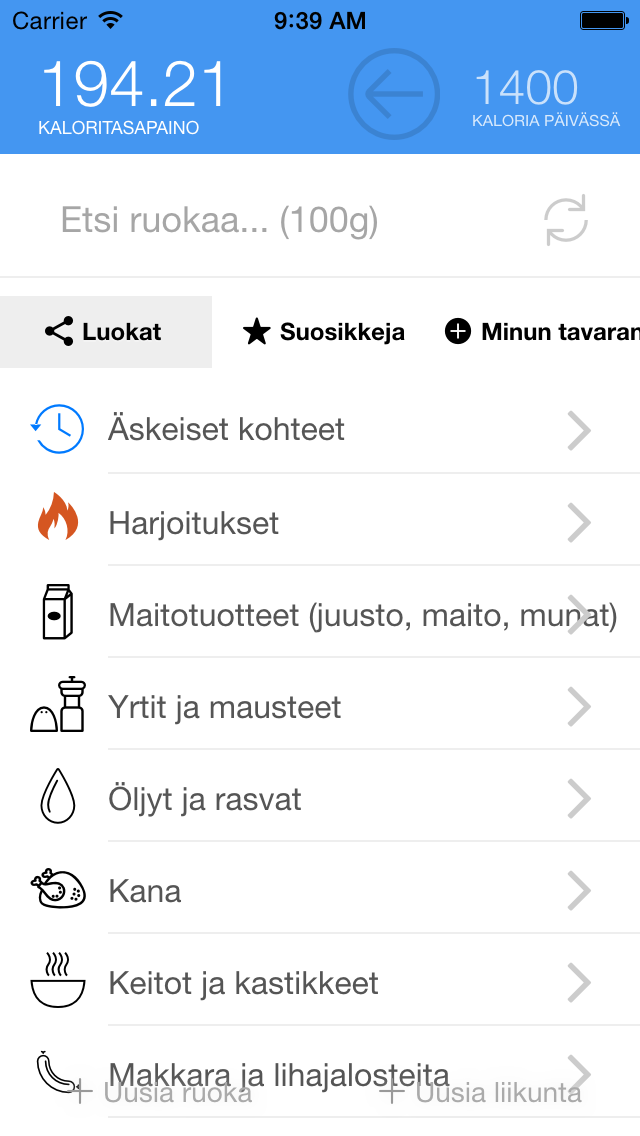 Carrier 9:39 AM
194.21
KALORITASAPAINO
1400
KALORIA PÄIVÄSSÄ
Etsi ruokaa... (100g)
Luokat Suosikkeja Minun tavaran
Äskeiset kohteet
Harjoitukset
Maitotuotteet (juusto, maito, munat)
Yrtit ja mausteet
Öljyt ja rasvat
Kana
Keitot ja kastikkeet
Makkara ja lihajalosteita
Uusia ruoka Uusia liikunta